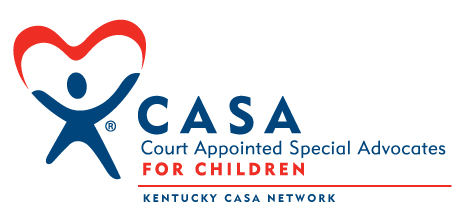 ®
CASA
Court Appointed Special Advocates
FOR CHILDREN
KENTUCKY CASA NETWORK